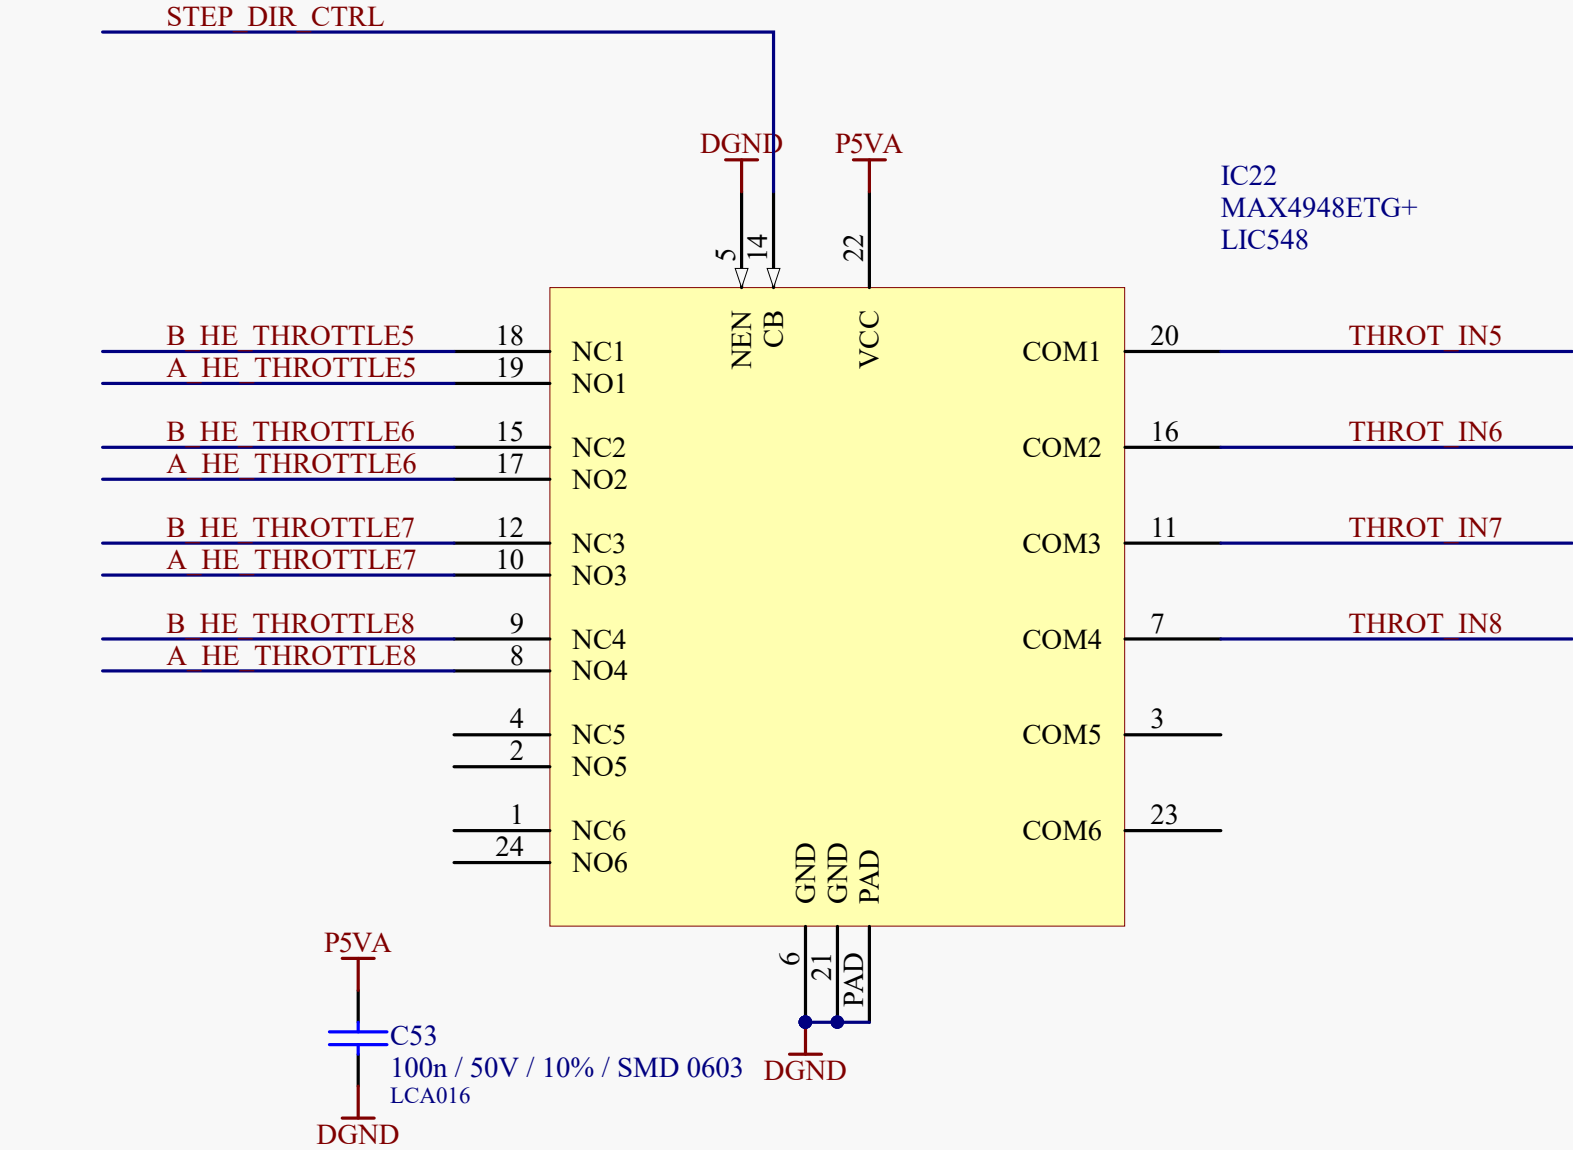 STEP_DIR_CTRL
DGND
P5VA
IC22
MAX4948ETG+
LIC548
5
14
22
NEN
CB
VCC
B_HE_THROTTLE5
18
NC1
COM1
20
THROT_IN5
A_HE_THROTTLE5
19
NO1
B_HE_THROTTLE6
15
NC2
COM2
16
THROT_IN6
A_HE_THROTTLE6
17
NO2
B_HE_THROTTLE7
12
NC3
COM3
11
THROT_IN7
A_HE_THROTTLE7
10
NO3
B_HE_THROTTLE8
9
NC4
COM4
7
THROT_IN8
A_HE_THROTTLE8
8
NO4
4
NC5
COM5
3
2
NO5
1
NC6
COM6
23
24
NO6
GND
GND
PAD
6
21
PAD
DGND
P5VA
C53
100n / 50V / 10% / SMD 0603
LCA016
DGND